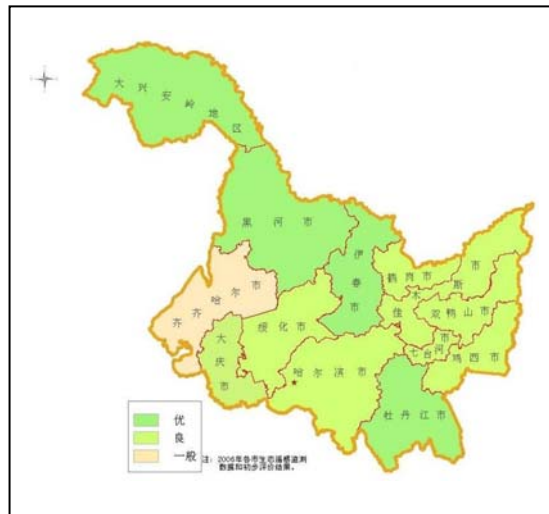 大兴安岭地区
黑河市
伊春市
齐齐哈尔市
鹤岗市
佳木斯市
双鸭山市
绥化市
大庆市
七台河市
鸡西市
哈尔滨市
牡丹江市
优
良
一般
注：2006年各市生态遥感监测
数据和初步评价结果。